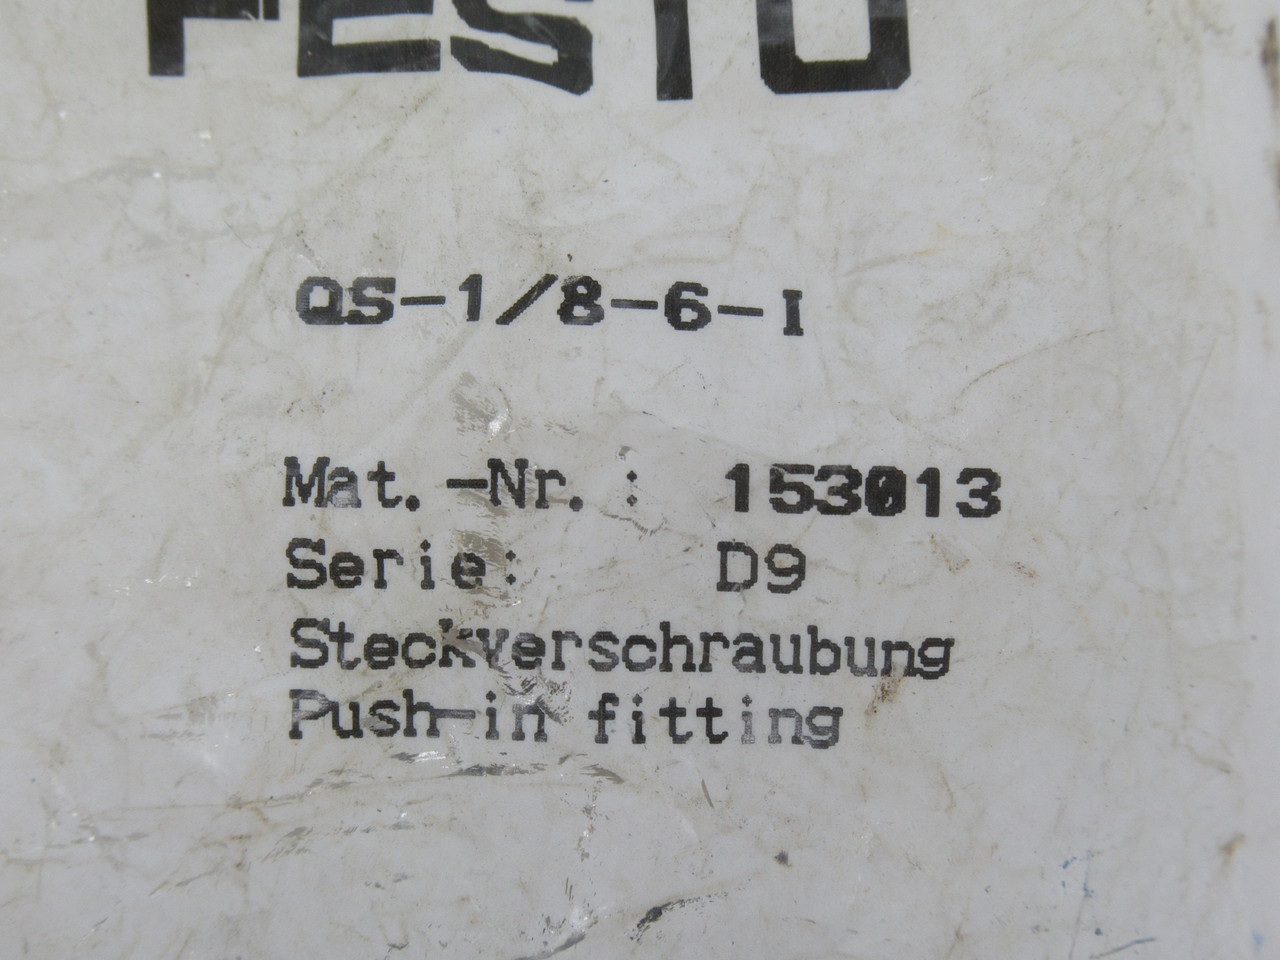 FESTO
QS-1/8-6-I
Mat.-Nr.: 153013
Serie: D9
Steckverschraubung
Push-in fitting